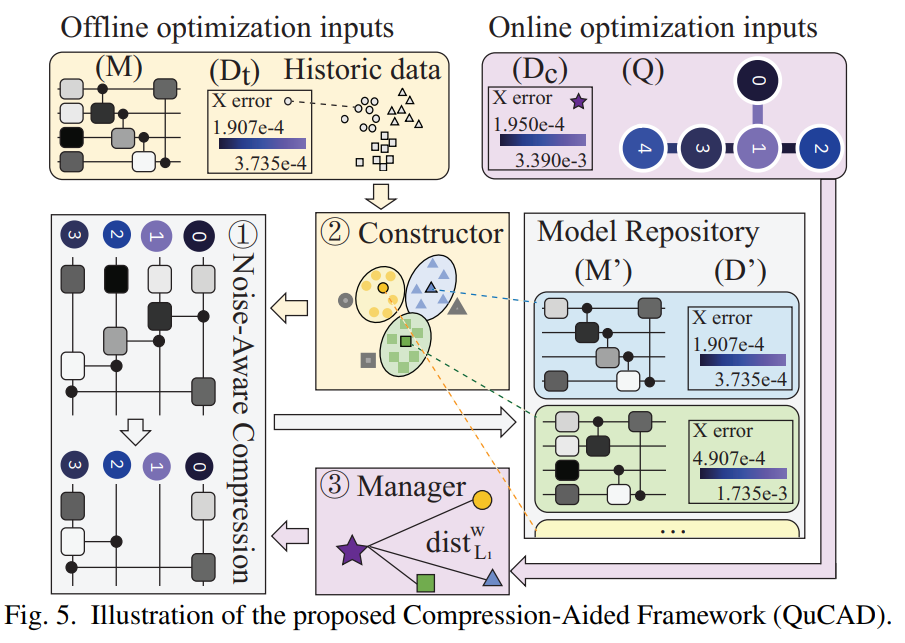 Offline optimization inputs
Online optimization inputs
(M)
(Dt)
Historic data
X error
1.907e-4
3.735e-4
(Dc)
(Q)
X error
1.950e-4
3.390e-3
0
4
3
1
2
3
2
1
0
① Noise-Aware Compression
3
2
1
0
② Constructor
Model Repository
(M’)
(D’)
X error
1.907e-4
3.735e-4
X error
4.907e-4
1.735e-3
...
③ Manager
dist^W_L₁
Fig. 5. Illustration of the proposed Compression-Aided Framework (QuCAD).